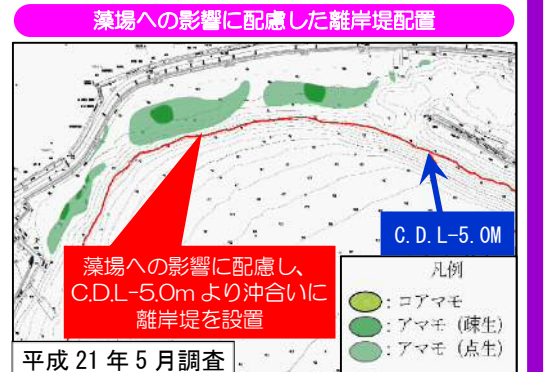 藻場への影響に配慮した離岸堤配置
C.D.L-5.0M
藻場への影響に配慮し、
C.D.L-5.0mより沖合いに
離岸堤を設置
凡例
：コアマモ
：アマモ（疎生）
：アマモ（点生）
平成21年5月調査